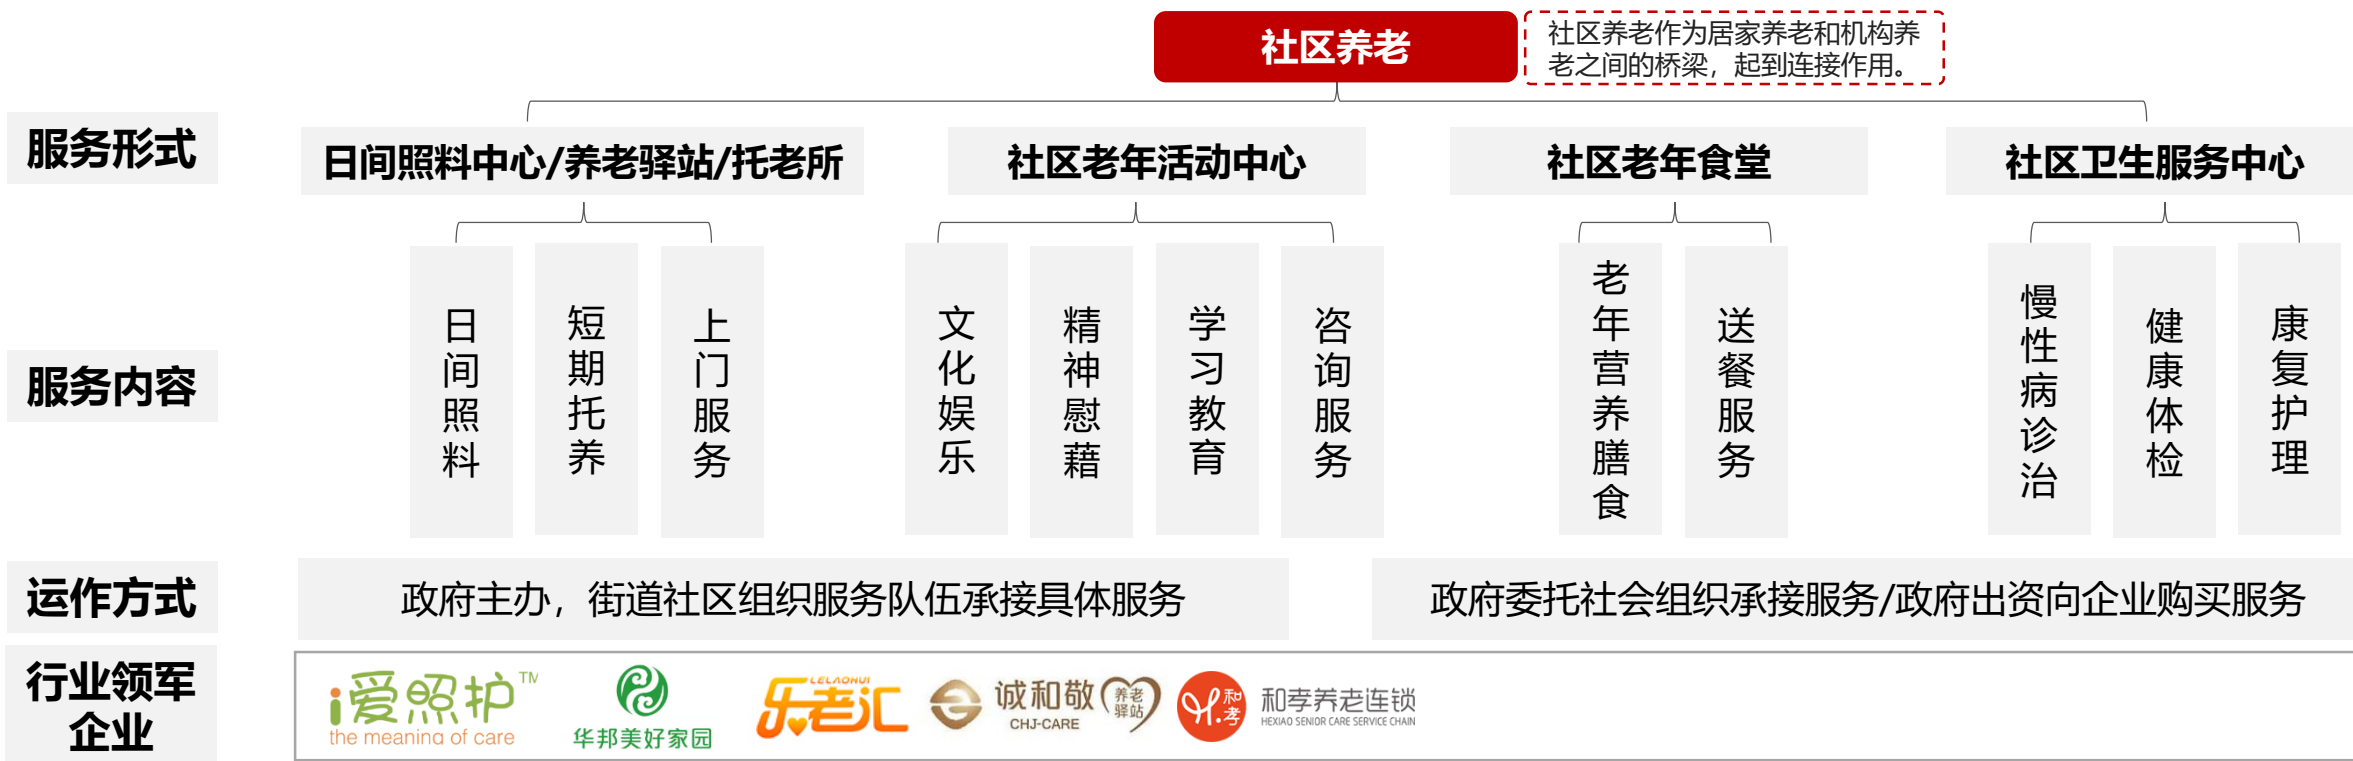 社区养老
社区养老作为居家养老和机构养
老之间的桥梁，起到连接作用。
服务形式
日间照料中心/养老驿站/托老所
社区老年活动中心
社区老年食堂
社区卫生服务中心
服务内容
日间照料
短期托养
上门服务
文化娱乐
精神慰藉
学习教育
咨询服务
老年营养膳食
送餐服务
慢性病诊治
健康体检
康复护理
运作方式
政府主办，街道社区组织服务队伍承接具体服务
政府委托社会组织承接服务/政府出资向企业购买服务
行业领军
企业
i爱照护™
the meaning of care
华邦美好家园
LELAOHUI
乐老汇
诚和敬
CHJ-CARE
养老
驿站
和孝
和孝养老连锁
HEXIAO SENIOR CARE SERVICE CHAIN